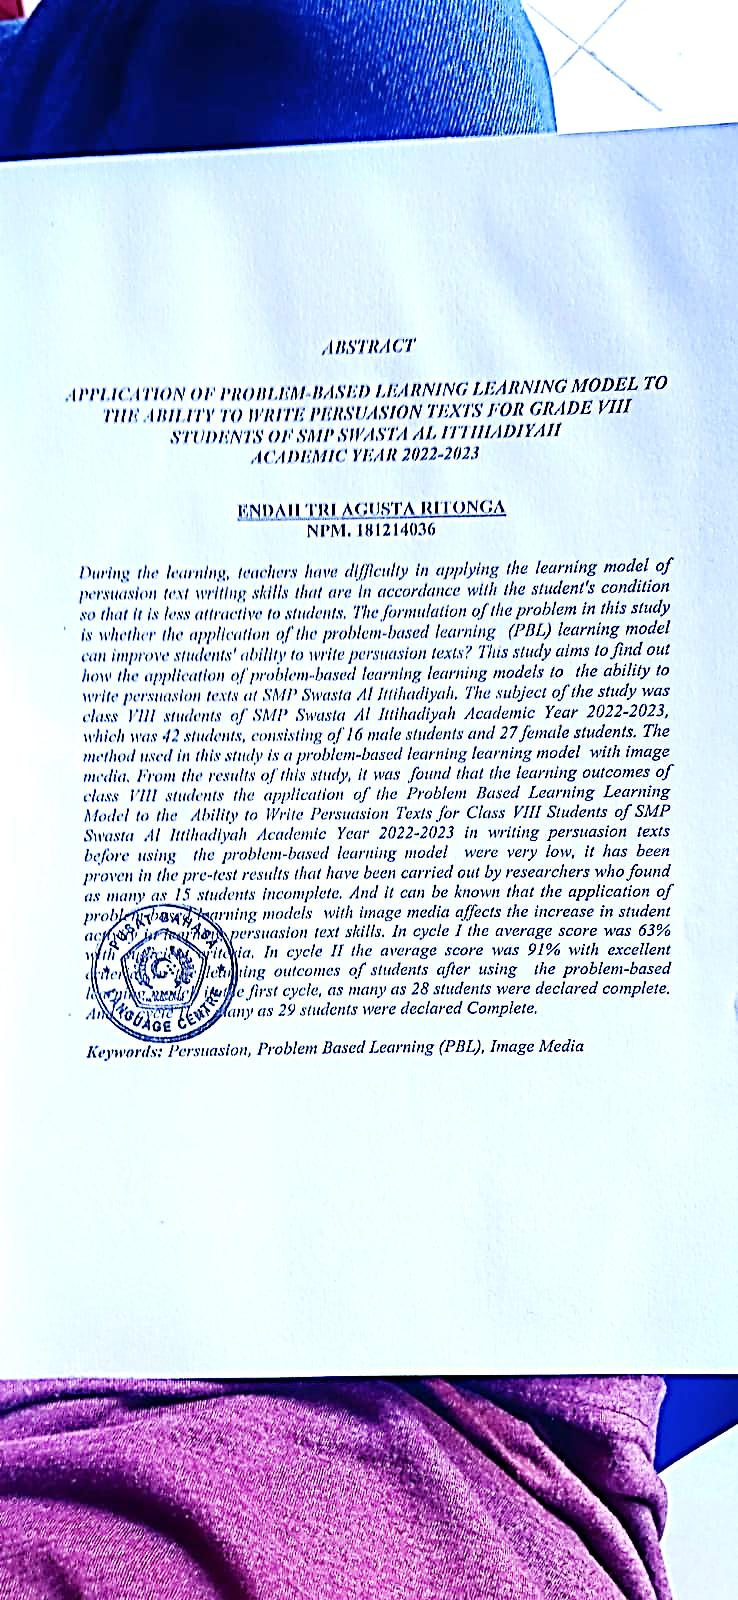 ABSTRACT
APPLICATION OF PROBLEM-BASED LEARNING LEARNING MODEL TO
THE ABILITY TO WRITE PERSUASION TEXTS FOR GRADE VIII
STUDENTS OF SMP SWASTA AL ITTIHADIYAH
ACADEMIC YEAR 2022-2023
ENDAH TRI AGUSTA RITONGA
NPM. 181214036
During the learning, teachers have difficulty in applying the learning model of
persuasion text writing skills that are in accordance with the student's condition
so that it is less attractive to students. The formulation of the problem in this study
is whether the application of the problem-based learning (PBL) learning model
can improve students' ability to write persuasion texts? This study aims to find out
how the application of problem-based learning learning models to the ability to
write persuasion texts at SMP Swasta Al Ittihadiyah. The subject of the study was
class VIII students of SMP Swasta Al Ittihadiyah Academic Year 2022-2023,
which was 42 students, consisting of 16 male students and 27 female students. The
method used in this study is a problem-based learning learning model with image
media. From the results of this study, it was found that the learning outcomes of
class VIII students the application of the Problem Based Learning Learning
Model to the Ability to Write Persuasion Texts for Class VIII Students of SMP
Swasta Al Ittihadiyah Academic Year 2022-2023 in writing persuasion texts
before using the problem-based learning model were very low, it has been
proven in the pre-test results that have been carried out by researchers who found
as many as 15 students incomplete. And it can be known that the application of
learning models with image media affects the increase in student
persuasion text skills. In cycle I the average score was 63%
with criteria. In cycle II the average score was 91% with excellent
outcomes of students after using the problem-based
first cycle, as many as 28 students were declared complete.
many as 29 students were declared Complete.
PUSAT BAHASA
LANGUAGE CENTRE
Keywords: Persuasion, Problem Based Learning (PBL), Image Media